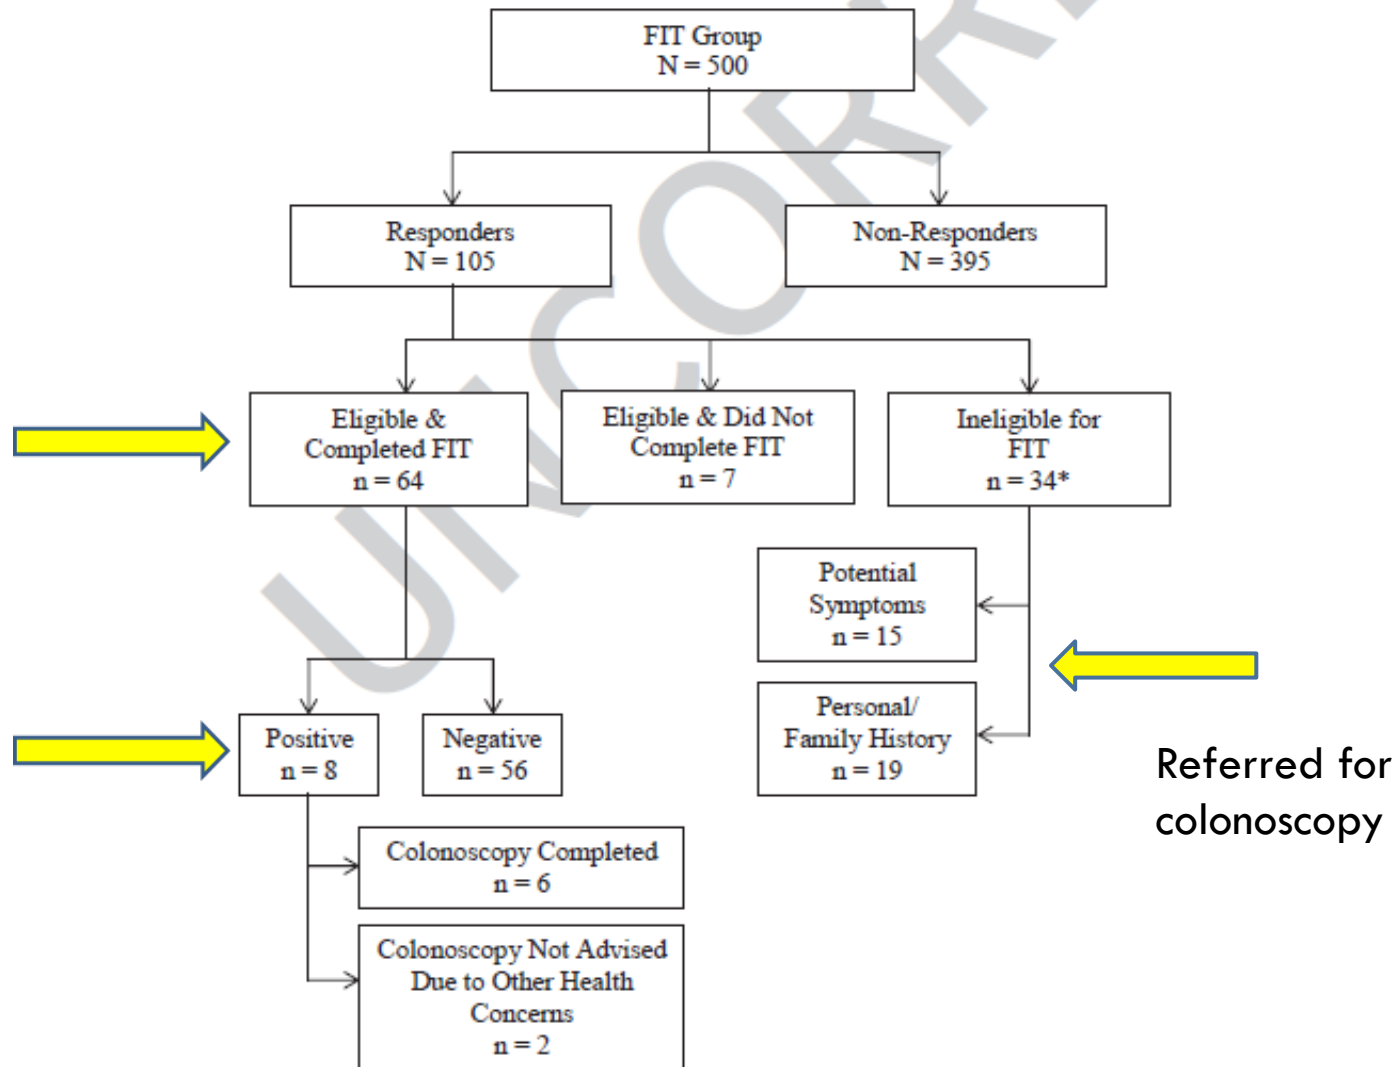 FIT Group
N = 500
Responders
N = 105
Non-Responders
N = 395
Eligible &
Completed FIT
n = 64
Eligible & Did Not
Complete FIT
n = 7
Ineligible for
FIT
n = 34*
Potential
Symptoms
n = 15
Personal/
Family History
n = 19
Referred for
colonoscopy
Positive
n = 8
Negative
n = 56
Colonoscopy Completed
n = 6
Colonoscopy Not Advised
Due to Other Health
Concerns
n = 2
UNCORRE